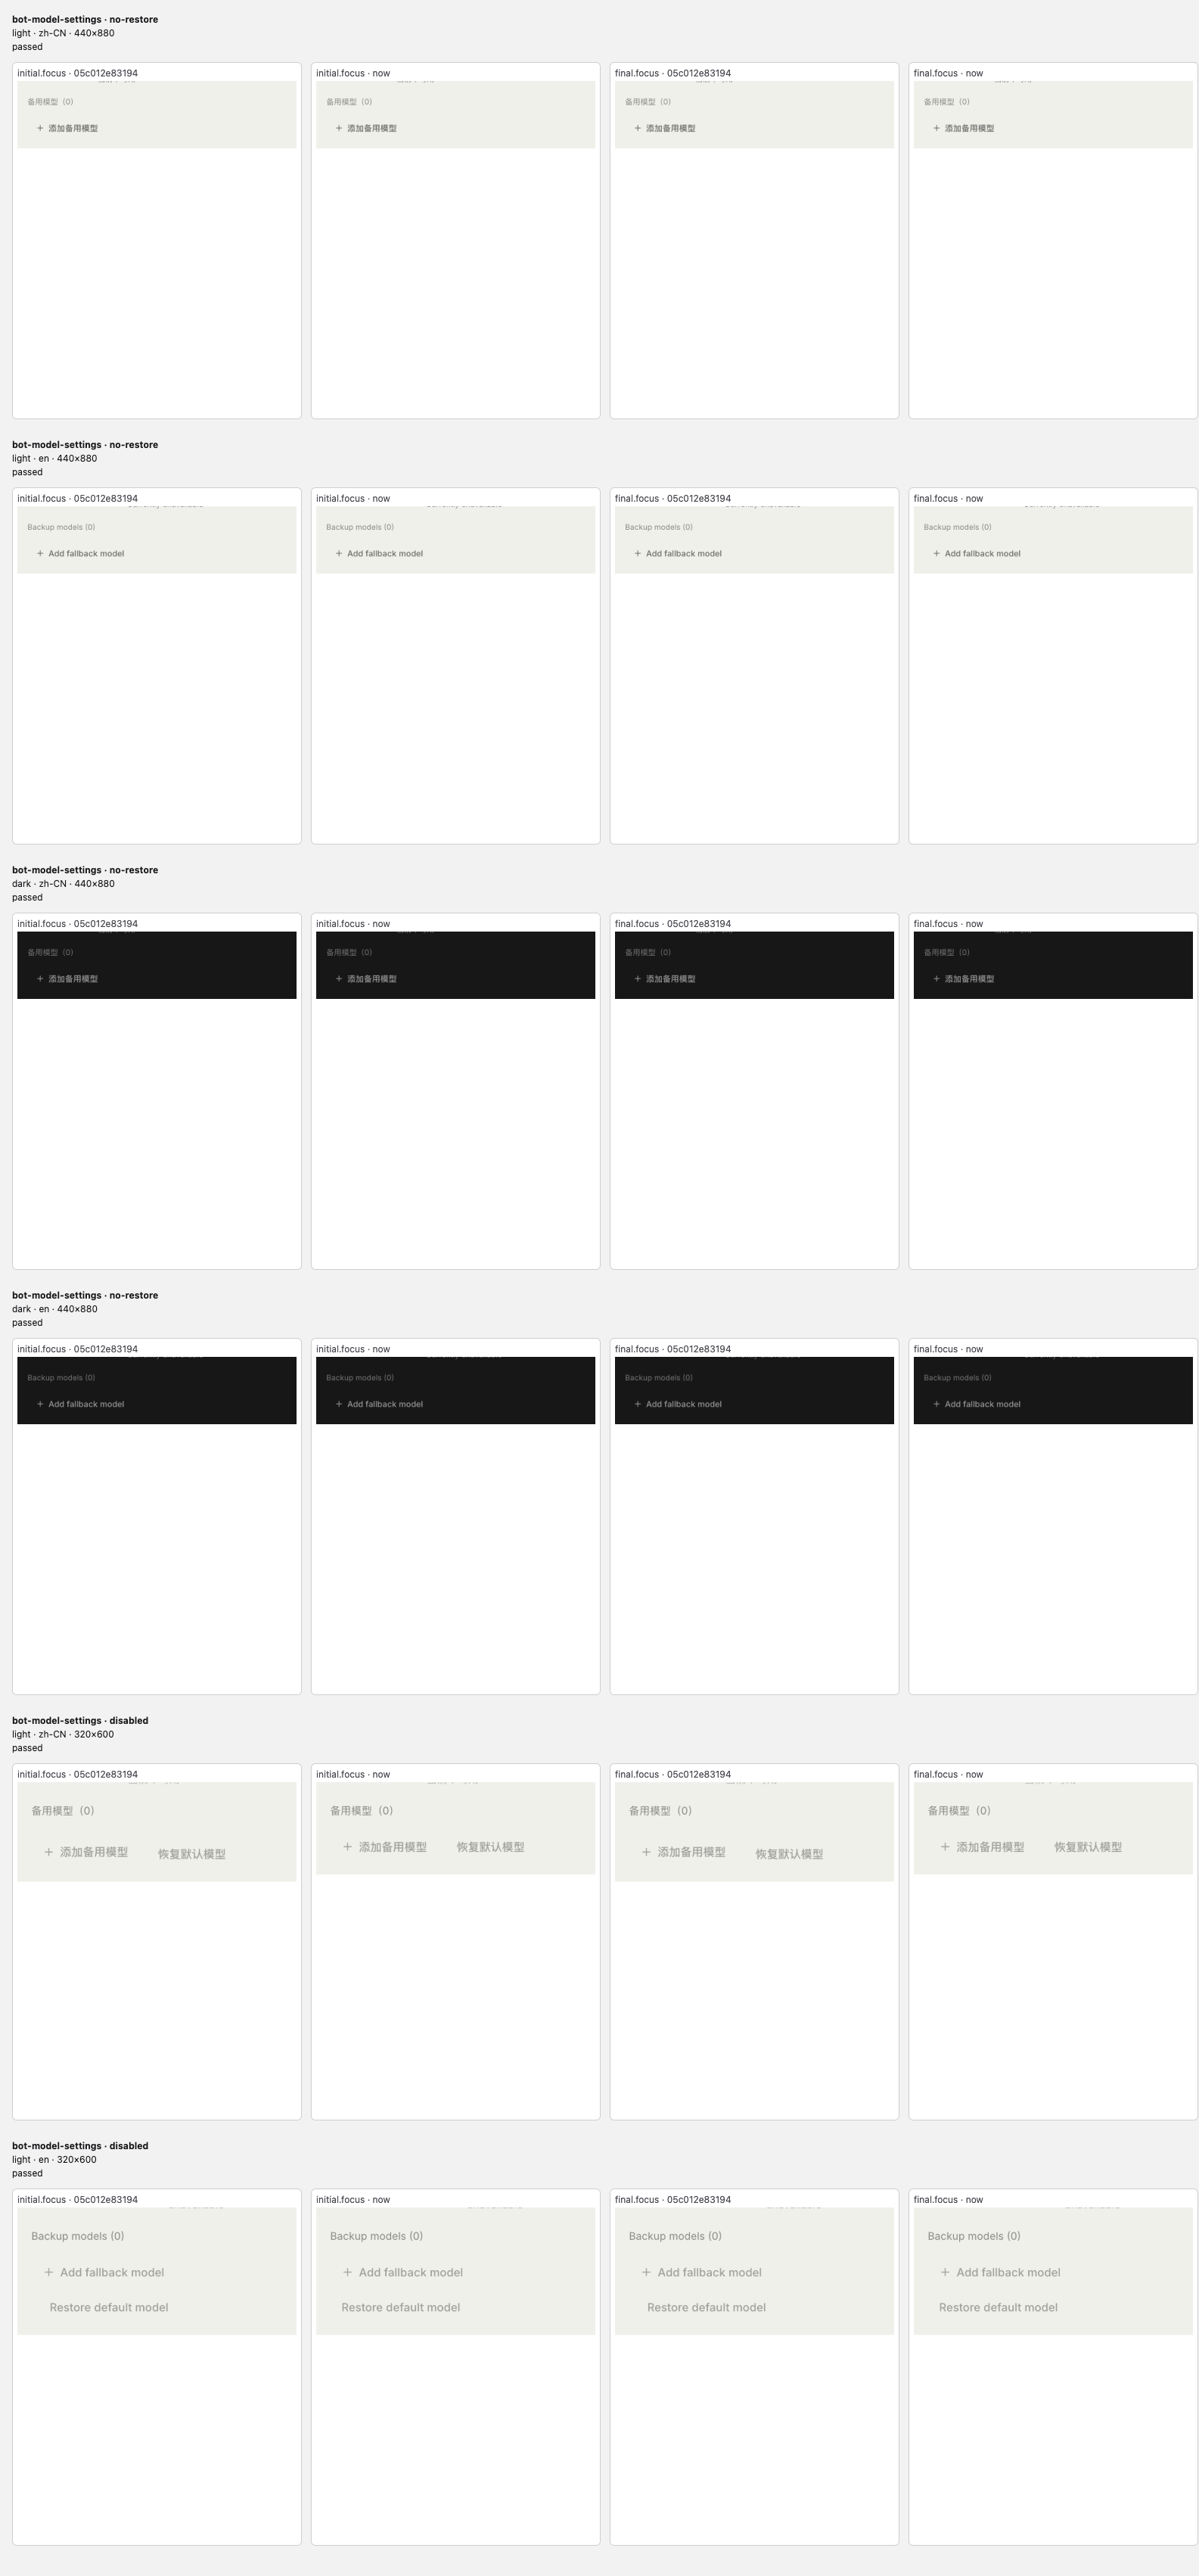 bot-model-settings · no-restore
light · zh-CN · 440×880
passed
initial.focus · 05c012e83194
initial.focus · now
final.focus · 05c012e83194
final.focus · now
备用模型（0）
备用模型（0）
备用模型（0）
备用模型（0）
+ 添加备用模型
+ 添加备用模型
+ 添加备用模型
+ 添加备用模型
bot-model-settings · no-restore
light · en · 440×880
passed
initial.focus · 05c012e83194
initial.focus · now
final.focus · 05c012e83194
final.focus · now
Backup models (0)
Backup models (0)
Backup models (0)
Backup models (0)
+ Add fallback model
+ Add fallback model
+ Add fallback model
+ Add fallback model
bot-model-settings · no-restore
dark · zh-CN · 440×880
passed
initial.focus · 05c012e83194
initial.focus · now
final.focus · 05c012e83194
final.focus · now
备用模型（0）
备用模型（0）
备用模型（0）
备用模型（0）
+ 添加备用模型
+ 添加备用模型
+ 添加备用模型
+ 添加备用模型
bot-model-settings · no-restore
dark · en · 440×880
passed
initial.focus · 05c012e83194
initial.focus · now
final.focus · 05c012e83194
final.focus · now
Backup models (0)
Backup models (0)
Backup models (0)
Backup models (0)
+ Add fallback model
+ Add fallback model
+ Add fallback model
+ Add fallback model
bot-model-settings · disabled
light · zh-CN · 320×600
passed
initial.focus · 05c012e83194
initial.focus · now
final.focus · 05c012e83194
final.focus · now
备用模型（0）
备用模型（0）
备用模型（0）
备用模型（0）
+ 添加备用模型 恢复默认模型
+ 添加备用模型 恢复默认模型
+ 添加备用模型 恢复默认模型
+ 添加备用模型 恢复默认模型
bot-model-settings · disabled
light · en · 320×600
passed
initial.focus · 05c012e83194
initial.focus · now
final.focus · 05c012e83194
final.focus · now
Backup models (0)
Backup models (0)
Backup models (0)
Backup models (0)
+ Add fallback model
+ Add fallback model
+ Add fallback model
+ Add fallback model
Restore default model
Restore default model
Restore default model
Restore default model